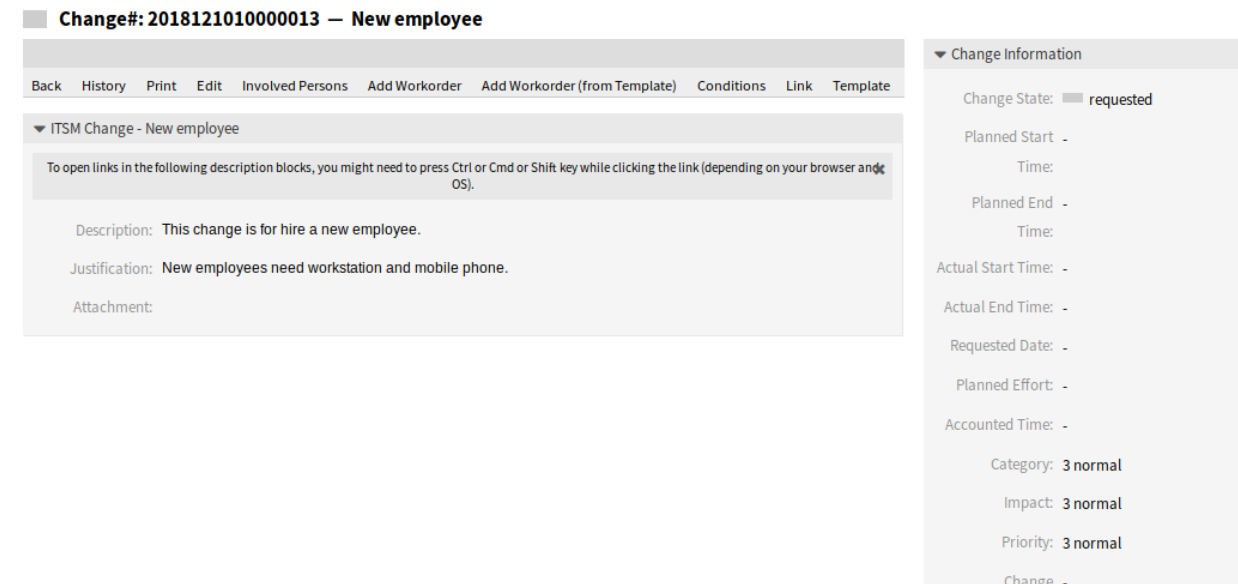 Change#: 2018121010000013 — New employee
Back History Print Edit Involved Persons Add Workorder Add Workorder (from Template) Conditions Link Template
ITSM Change - New employee
To open links in the following description blocks, you might need to press Ctrl or Cmd or Shift key while clicking the link (depending on your browser and
OS).
Description: This change is for hire a new employee.
Justification: New employees need workstation and mobile phone.
Attachment:
Change Information
Change State: requested
Planned Start -
Time:
Planned End -
Time:
Actual Start Time: -
Actual End Time: -
Requested Date: -
Planned Effort: -
Accounted Time: -
Category: 3 normal
Impact: 3 normal
Priority: 3 normal
Change -